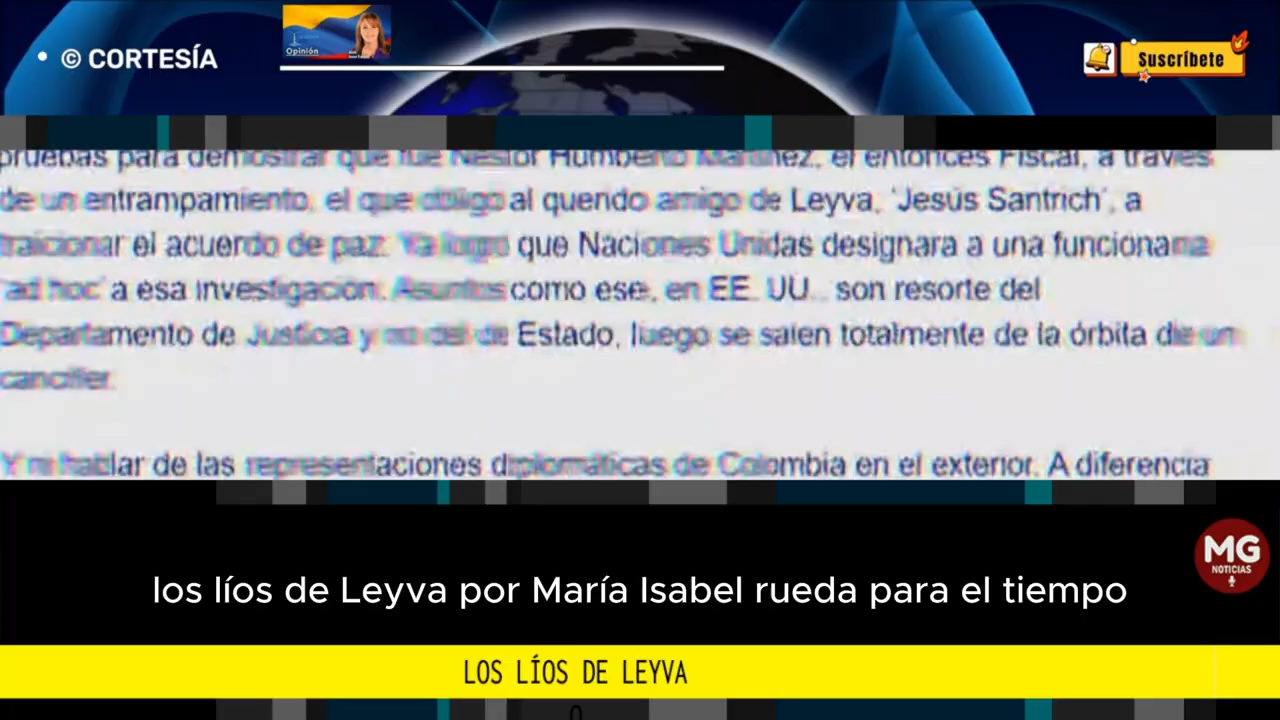 © CORTESÍA
Opinión
Suscríbete
pruebas para demostrar que fue Néstor Humberto Martínez, el entonces Fiscal, a través
de un entrampamiento, el que obligó al querido amigo de Leyva, ‘Jesús Santrich’, a
traicionar el acuerdo de paz. Ya logró que Naciones Unidas designara a una funcionaria
‘ad hoc’ a esa investigación. Asuntos como ese, en EE. UU., son resorte del
Departamento de Justicia y no del de Estado, luego se salen totalmente de la órbita de un
canciller.
Y ni hablar de las representaciones diplomáticas de Colombia en el exterior. A diferencia
MG
NOTICIAS
los líos de Leyva por María Isabel rueda para el tiempo
LOS LÍOS DE LEYVA